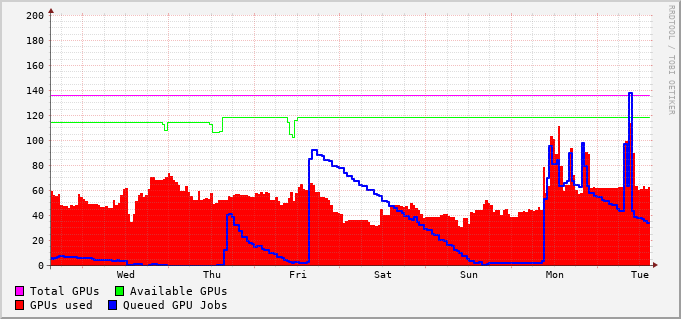 200
180
160
140
120
100
80
60
40
20
0
Wed Thu Fri Sat Sun Mon Tue
Total GPUs Available GPUs
GPUs used Queued GPU Jobs
RRDTOOL / TOBI OETIKER